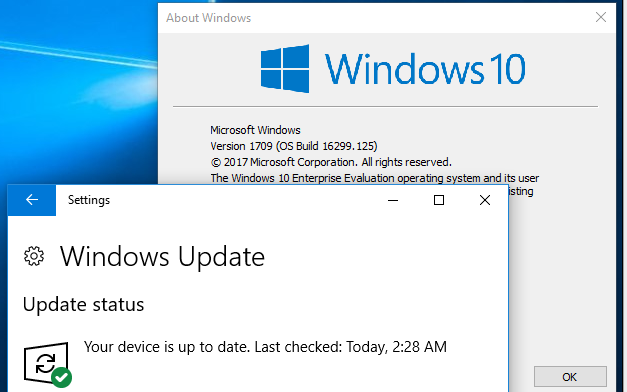 About Windows
Windows 10
Microsoft Windows
Version 1709 (OS Build 16299.125)
© 2017 Microsoft Corporation. All rights reserved.
The Windows 10 Enterprise Evaluation operating system and its user
isting
Settings
Windows Update
Update status
Your device is up to date. Last checked: Today, 2:28 AM
OK